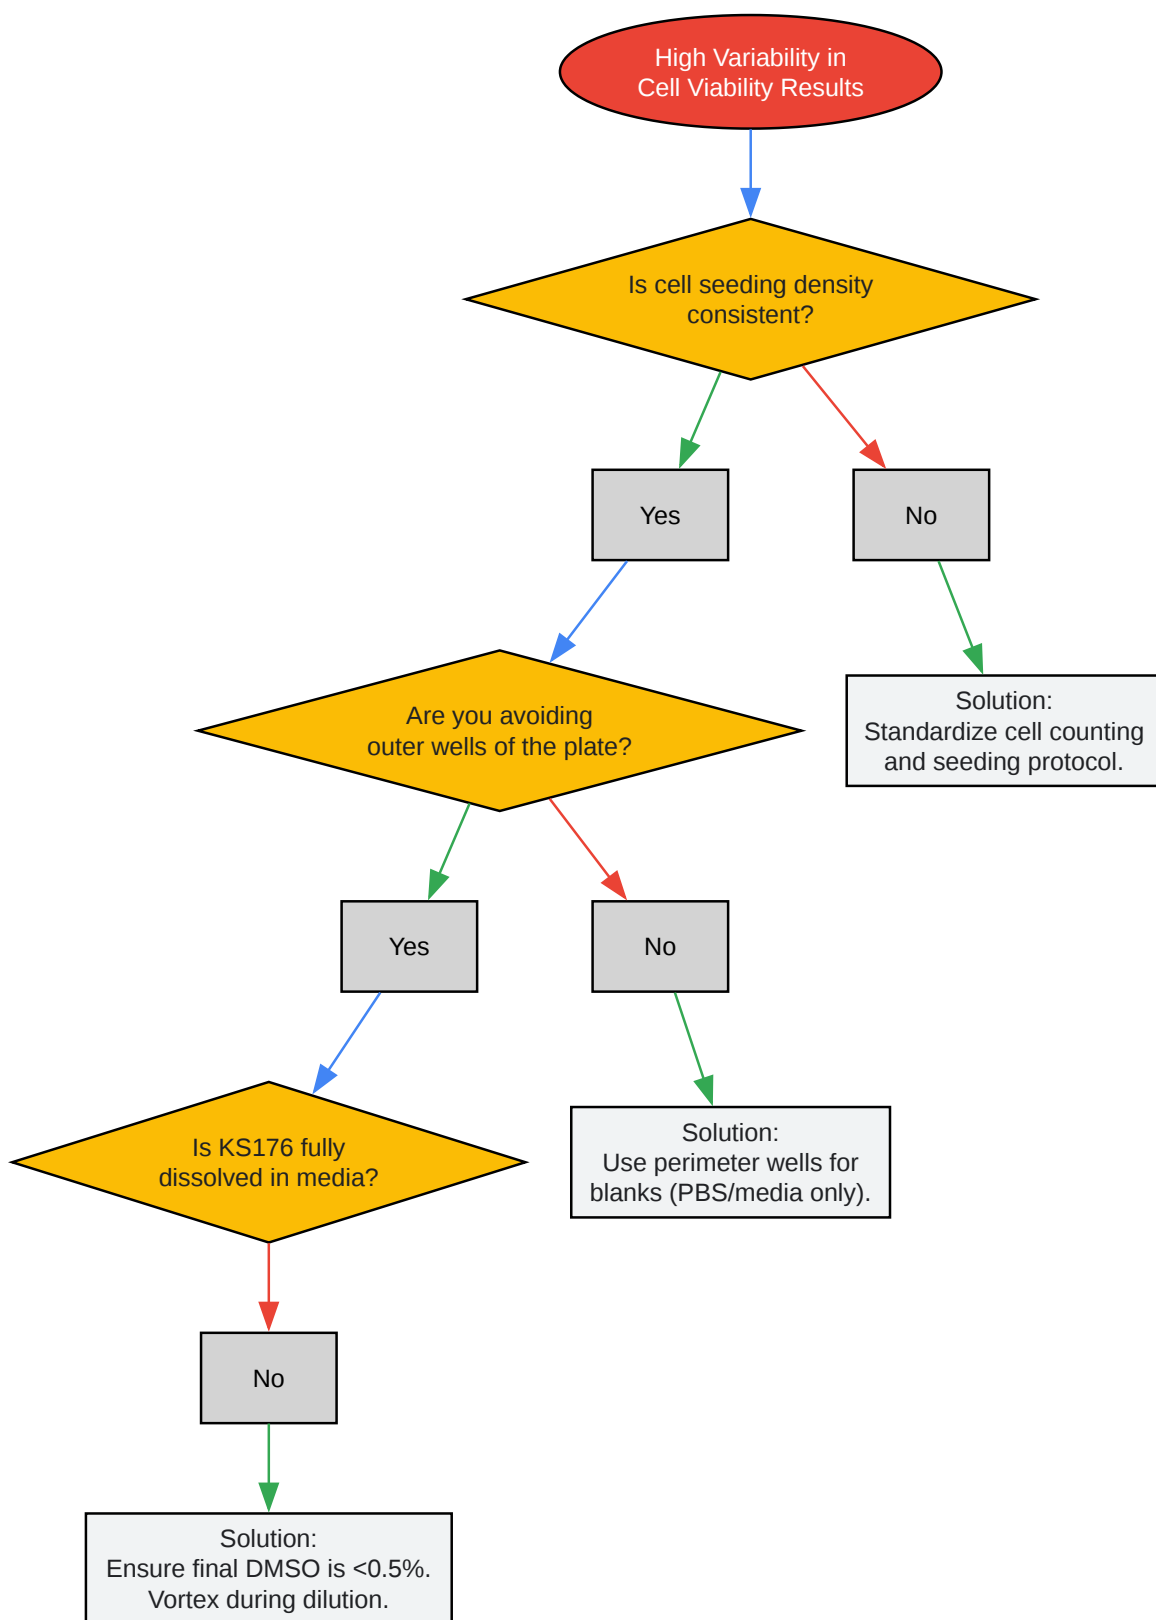 High Variability in
Cell Viability Results
Is cell seeding density
consistent?
Yes
No
Solution:
Standardize cell counting
and seeding protocol.
Are you avoiding
outer wells of the plate?
Yes
No
Solution:
Use perimeter wells for
blanks (PBS/media only).
Is KS176 fully
dissolved in media?
No
Solution:
Ensure final DMSO is <0.5%.
Vortex during dilution.